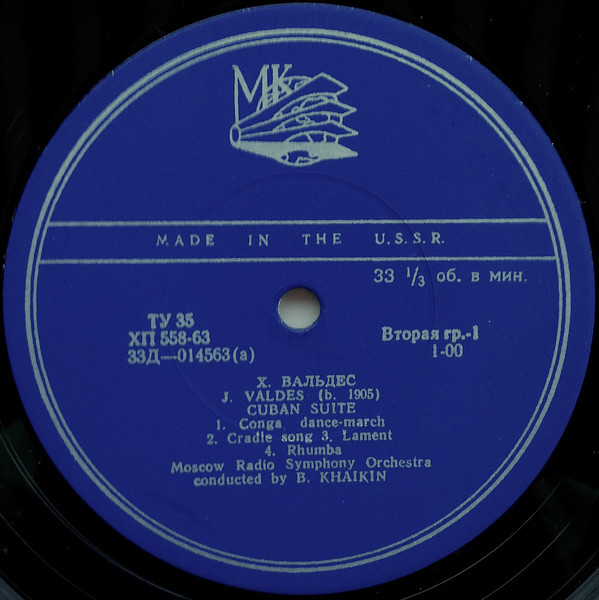 МК
MADE IN THE U.S.S.R.
33 1/3 об. в мин.
ТУ 35
ХП 558-63
33Д—014563(а)
Вторая гр.-1
1-00
Х. ВАЛЬДЕС
J. VALDES (b. 1905)
CUBAN SUITE
1. Conga dance-march
2. Cradle song 3. Lament
4. Rhumba
Moscow Radio Symphony Orchestra
conducted by B. KHAIKIN